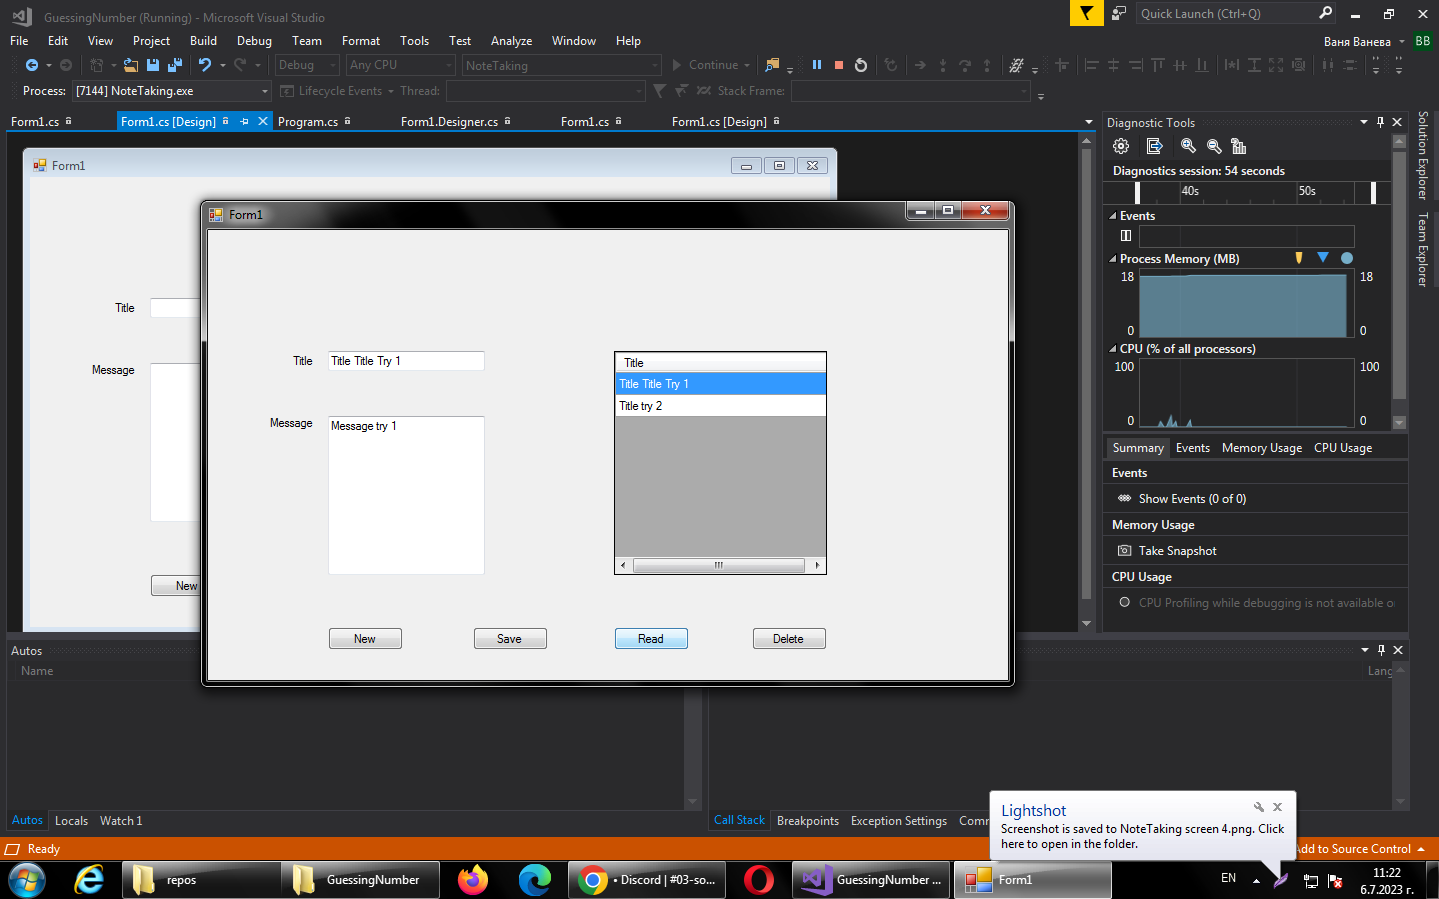 GuessingNumber (Running) - Microsoft Visual Studio
Quick Launch (Ctrl+Q)
File Edit View Project Build Debug Team Format Tools Test Analyze Window Help
Ваня Ванева BB
Debug Any CPU NoteTaking Continue
Process: [7144] NoteTaking.exe Lifecycle Events Thread: Stack Frame:
Form1.cs Form1.cs [Design] Program.cs Form1.Designer.cs Form1.cs Form1.cs [Design]
Form1
Title
Message
New
Form1
Title Title Title Try 1
Message Message try 1
Title
Title Title Try 1
Title try 2
New Save Read Delete
Diagnostic Tools
Diagnostics session: 54 seconds
40s 50s
Events
Process Memory (MB)
18 18
0 0
CPU (% of all processors)
100 100
0 0
Summary Events Memory Usage CPU Usage
Events
Show Events (0 of 0)
Memory Usage
Take Snapshot
CPU Usage
CPU Profiling while debugging is not available o
Solution Explorer
Team Explorer
Autos
Name
Lang
Autos Locals Watch 1
Call Stack Breakpoints Exception Settings Comm
Lightshot
Screenshot is saved to NoteTaking screen 4.png. Click
here to open in the folder.
Ready
Add to Source Control
repos
GuessingNumber
• Discord | #03-so...
GuessingNumber ...
Form1
EN
11:22
6.7.2023 г.